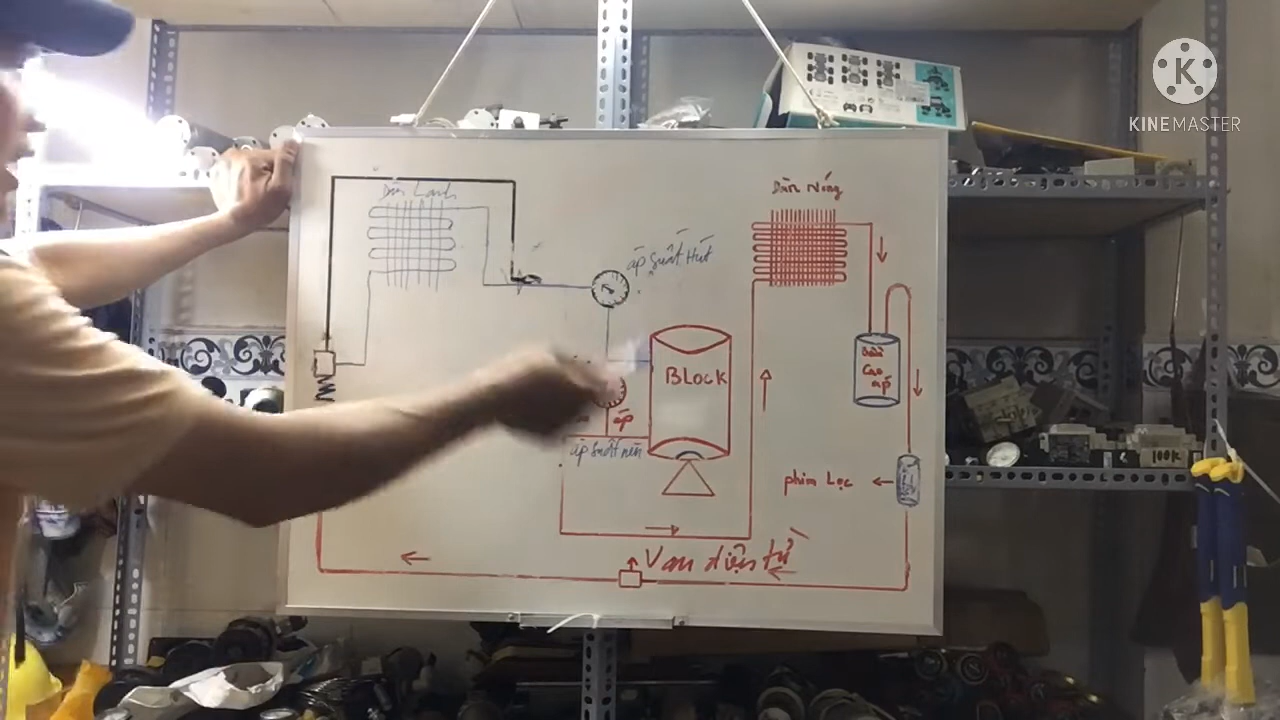 KINEMASTER
Dàn Lạnh
Dàn Nóng
áp Suất Hút
BLOCK
Cao
áp
áp
áp Suất nén
phin Lọc
Van điện tử
100K